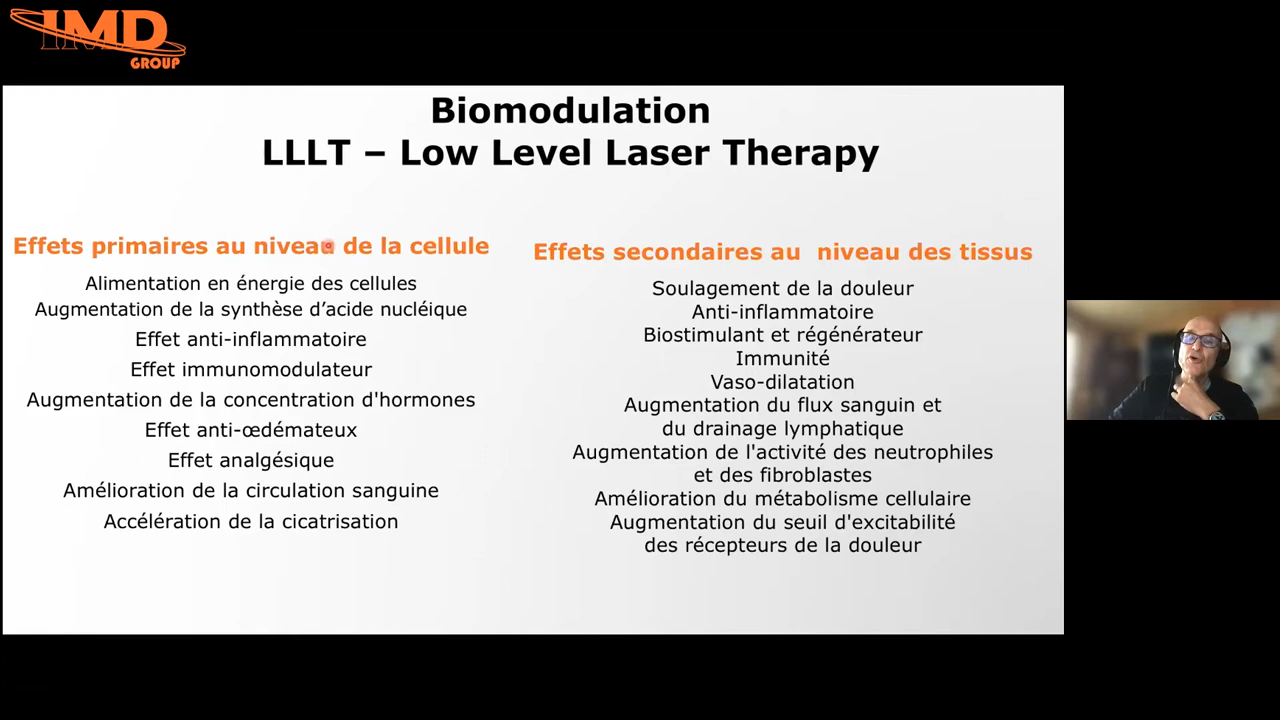 IMD
GROUP
Biomodulation
LLLT – Low Level Laser Therapy
Effets primaires au niveau de la cellule
Alimentation en énergie des cellules
Augmentation de la synthèse d’acide nucléique
Effet anti-inflammatoire
Effet immunomodulateur
Augmentation de la concentration d'hormones
Effet anti-œdémateux
Effet analgésique
Amélioration de la circulation sanguine
Accélération de la cicatrisation
Effets secondaires au  niveau des tissus
Soulagement de la douleur
Anti-inflammatoire
Biostimulant et régénérateur
Immunité
Vaso-dilatation
Augmentation du flux sanguin et
du drainage lymphatique
Augmentation de l'activité des neutrophiles
et des fibroblastes
Amélioration du métabolisme cellulaire
Augmentation du seuil d'excitabilité
des récepteurs de la douleur